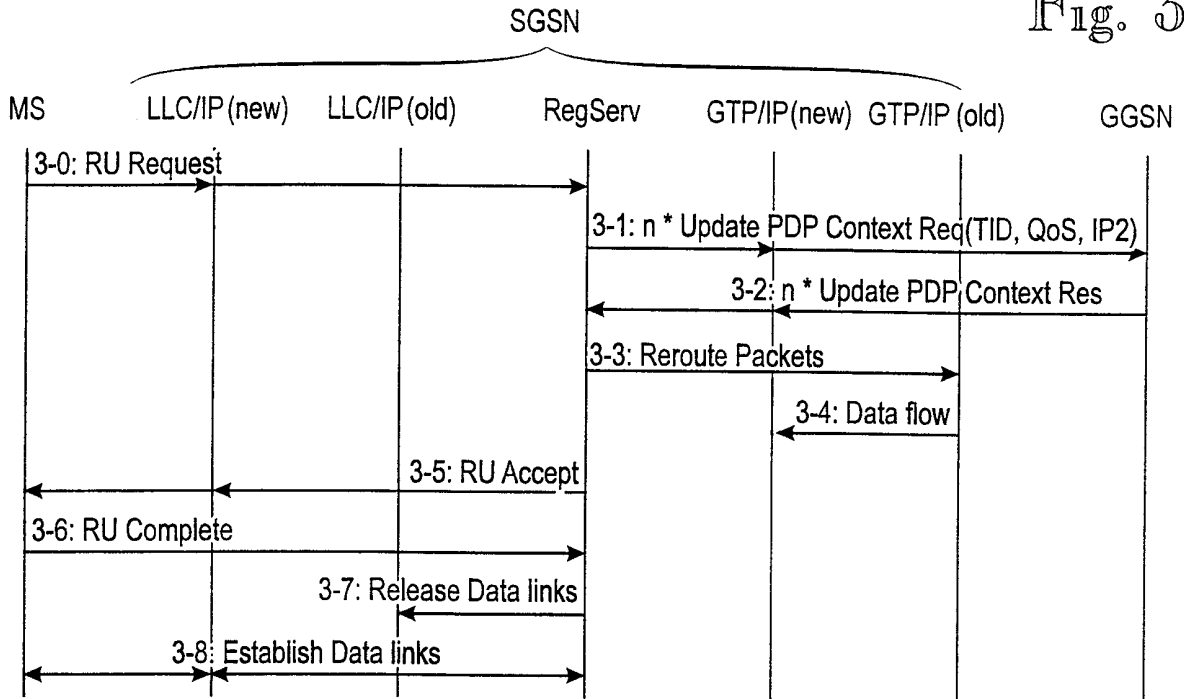 SGSN
Fig. 3
MS LLC/IP (new) LLC/IP (old) RegServ GTP/IP (new) GTP/IP (old) GGSN
3-0: RU Request
3-1: n * Update PDP Context Req(TID, QoS, IP2)
3-2: n * Update PDP Context Res
3-3: Reroute Packets
3-4: Data flow
3-5: RU Accept
3-6: RU Complete
3-7: Release Data links
3-8: Establish Data links